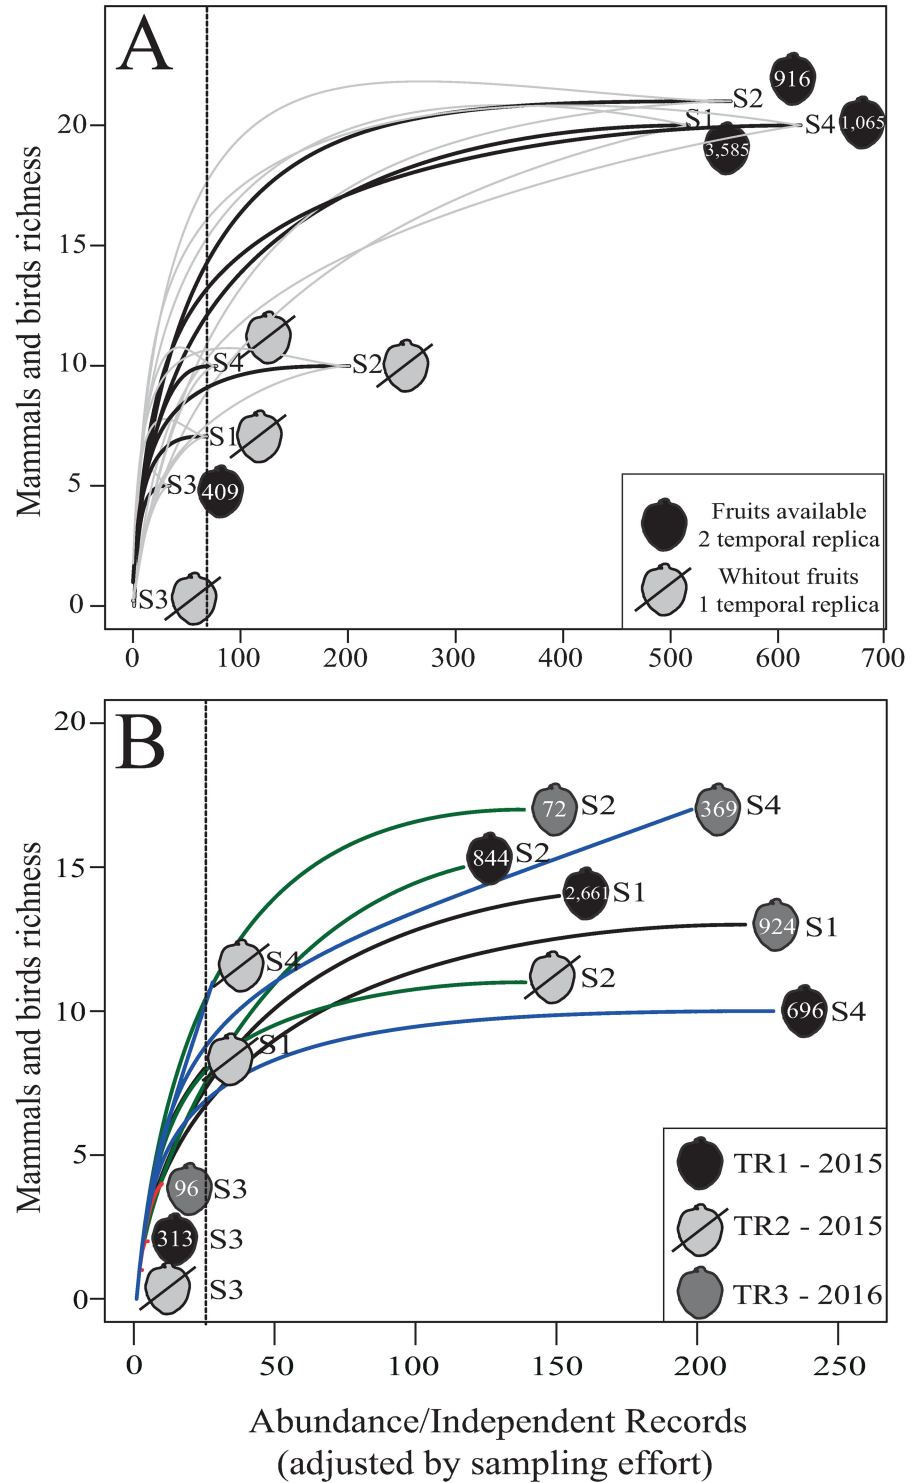 A
916
S2
20
S1
S4
1,065
3,585
15
S4
10
S2
S1
5
S3
409
Fruits available
2 temporal replica
Whitout fruits
1 temporal replica
0
S3
Mammals and birds richness
0 100 200 300 400 500 600 700
B
20
72 S2
369 S4
844 S2
15
2,661 S1
924 S1
S4
S2
10
696 S4
S1
5
96 S3
313 S3
S3
0
TR1 - 2015
TR2 - 2015
TR3 - 2016
Mammals and birds richness
0 50 100 150 200 250
Abundance/Independent Records
(adjusted by sampling effort)